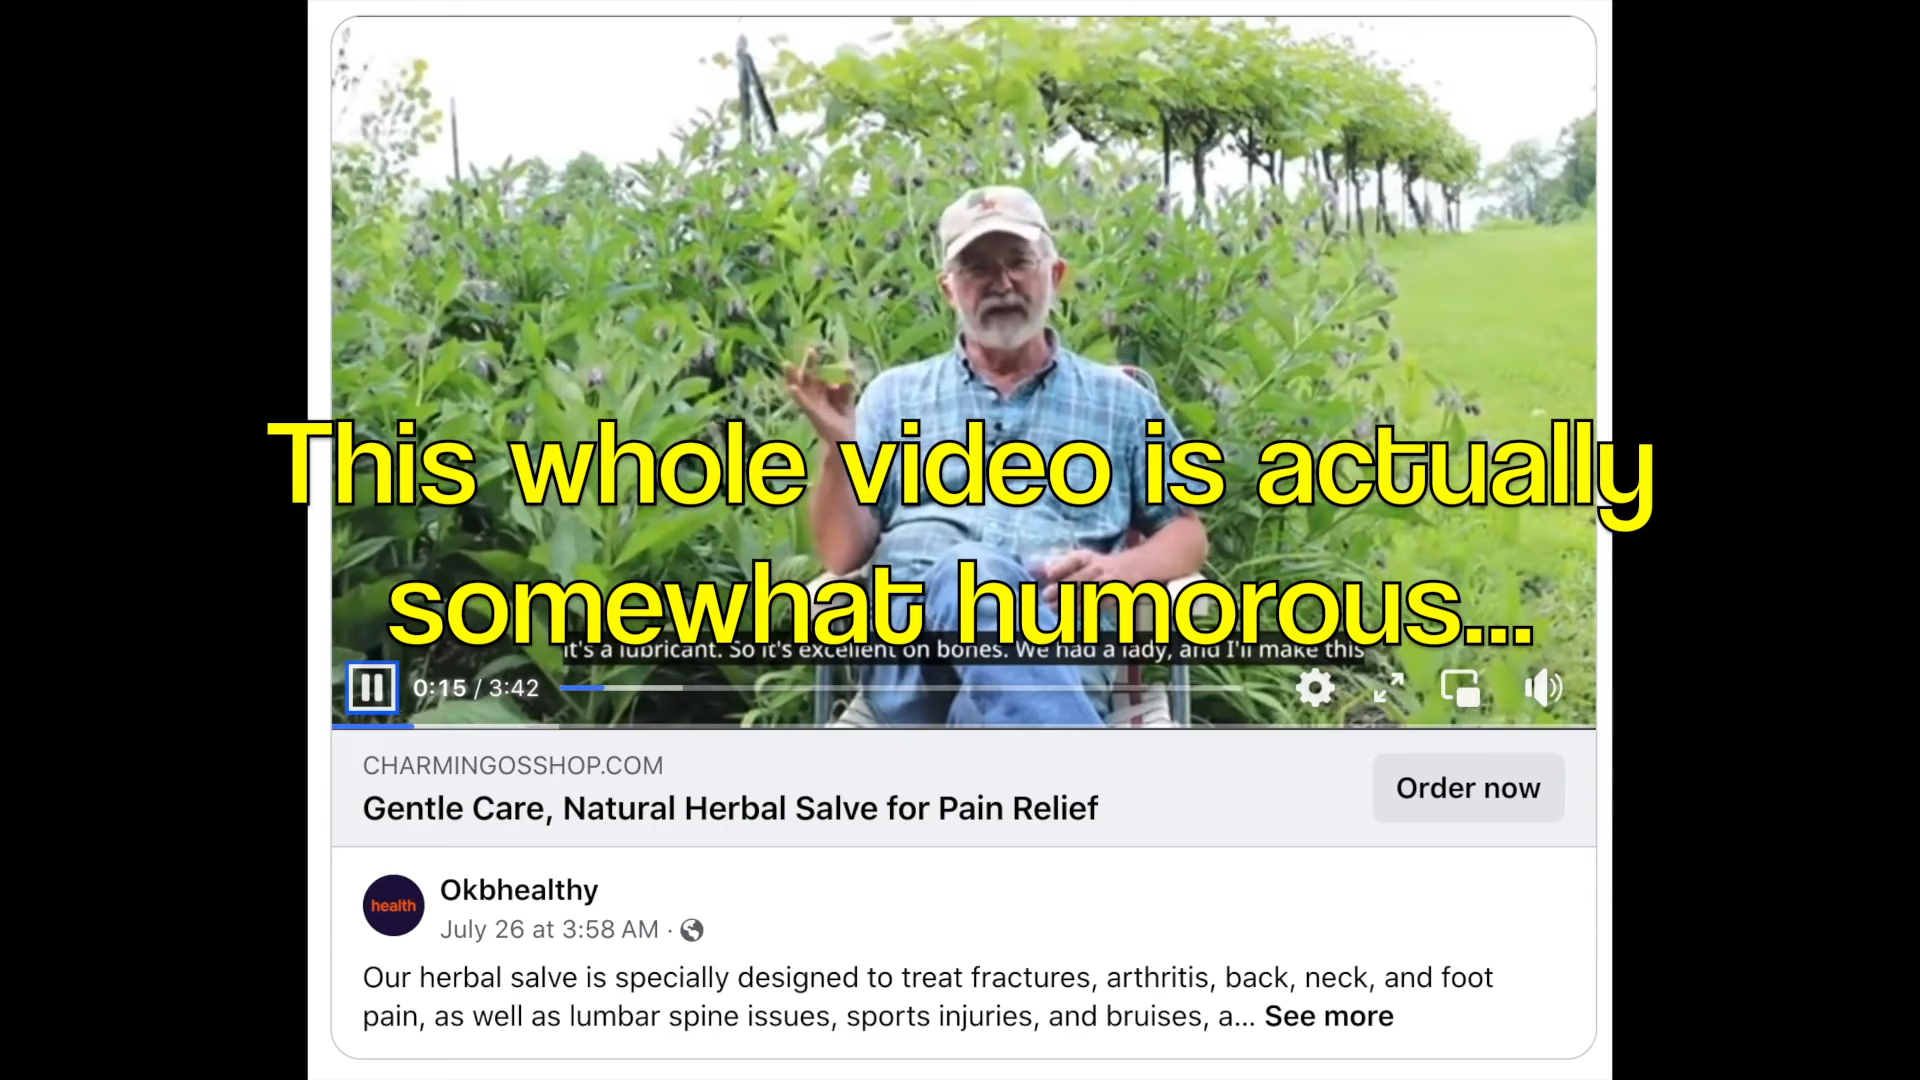 This whole video is actually
somewhat humorous...
it's a lubricant. So it's excellent on bones. We had a lady, and I'll make this
0:15 / 3:42
CHARMINGOSSHOP.COM
Gentle Care, Natural Herbal Salve for Pain Relief
Order now
health
Okbhealthy
July 26 at 3:58 AM ·
Our herbal salve is specially designed to treat fractures, arthritis, back, neck, and foot
pain, as well as lumbar spine issues, sports injuries, and bruises, a... See more